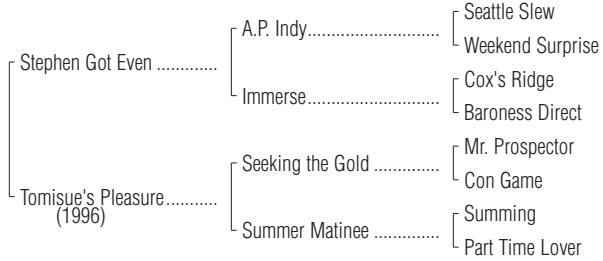 Seattle Slew
A.P. Indy..............................
Weekend Surprise
Stephen Got Even .............
Cox's Ridge
Immerse..............................
Baroness Direct
Mr. Prospector
Seeking the Gold ...............
Con Game
Tomisue's Pleasure...........
(1996)
Summing
Summer Matinee ...............
Part Time Lover